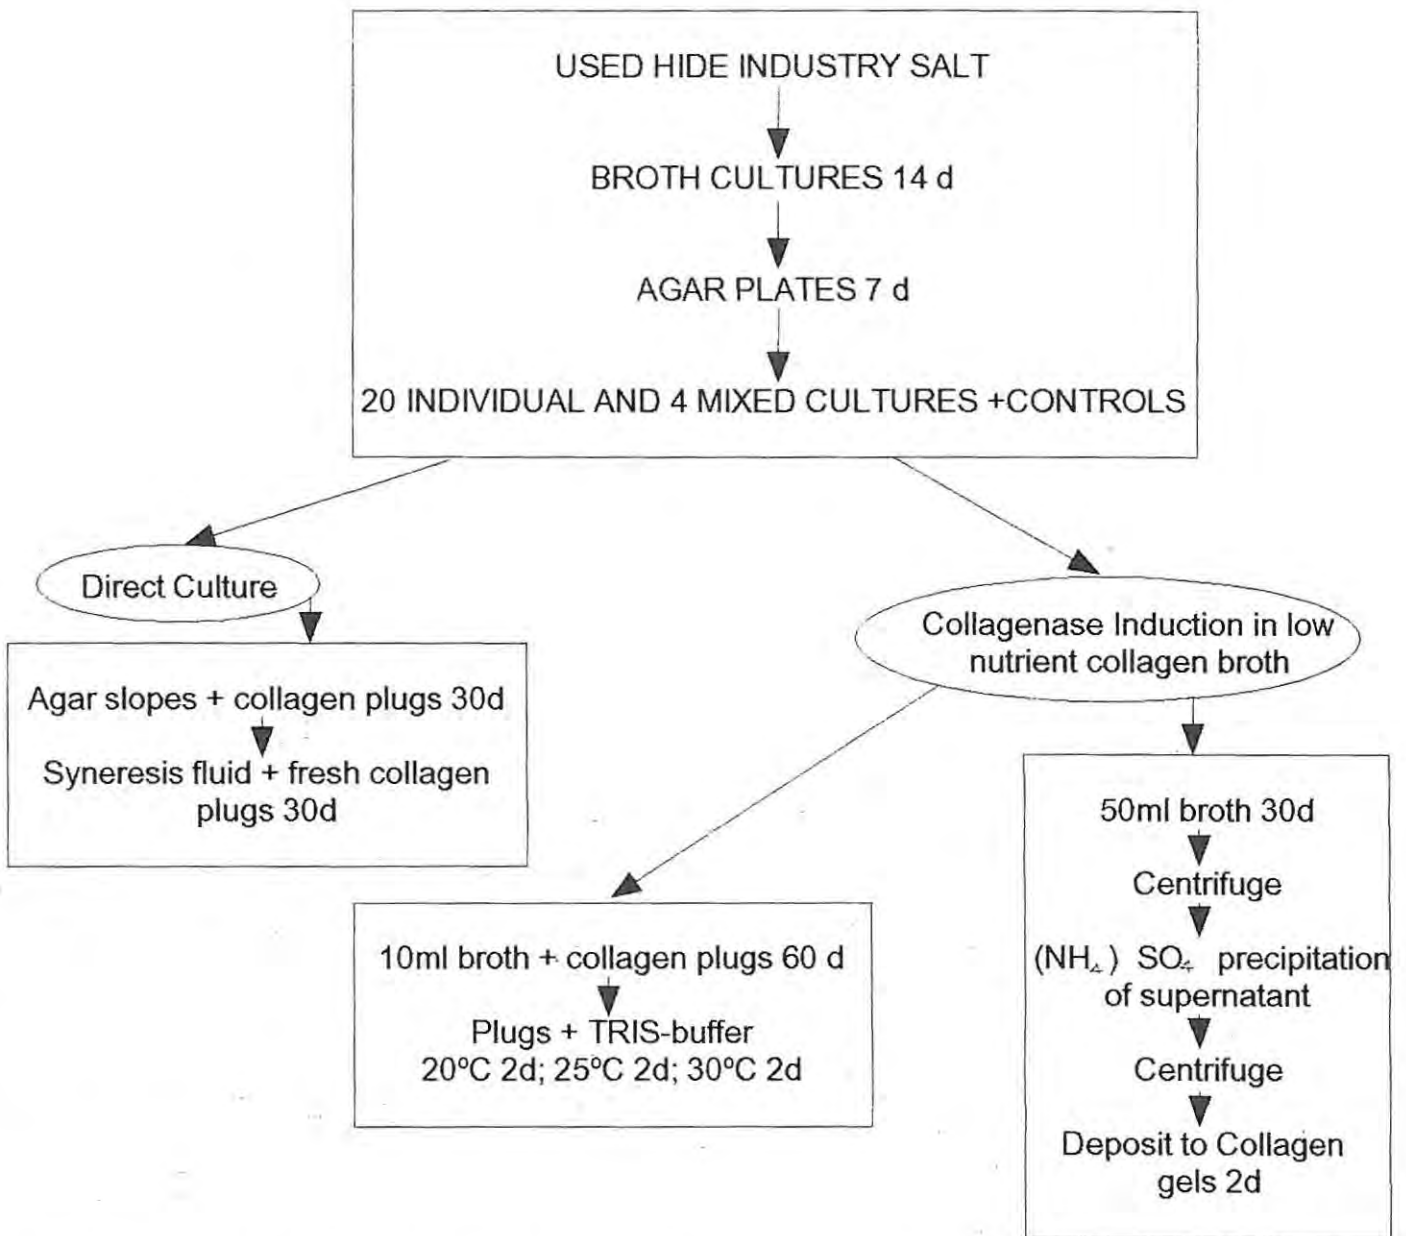 USED HIDE INDUSTRY SALT
BROTH CULTURES 14 d
AGAR PLATES 7 d
20 INDIVIDUAL AND 4 MIXED CULTURES +CONTROLS
Direct Culture
Agar slopes + collagen plugs 30d
Syneresis fluid + fresh collagen
plugs 30d
Collagenase Induction in low
nutrient collagen broth
10ml broth + collagen plugs 60 d
Plugs + TRIS-buffer
20ºC 2d; 25ºC 2d; 30ºC 2d
50ml broth 30d
Centrifuge
(NH₄) SO₄ precipitation
of supernatant
Centrifuge
Deposit to Collagen
gels 2d